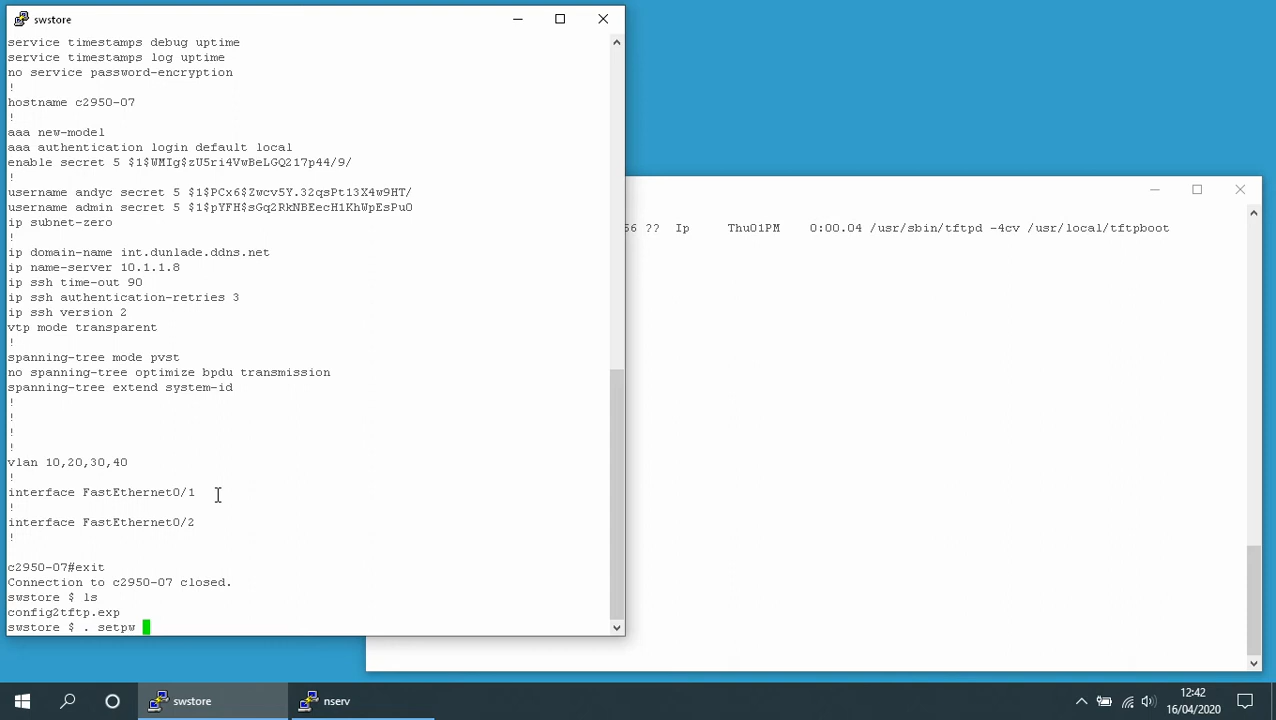 swstore
service timestamps debug uptime
service timestamps log uptime
no service password-encryption
!
hostname c2950-07
!
aaa new-model
aaa authentication login default local
enable secret 5 $1$WMIg$zU5ri4VwBeLGQ217p44/9/
!
username andyc secret 5 $1$PCx6$Zwcv5Y.32qsPt13X4w9HT/
username admin secret 5 $1$pYFH$sGq2RkNBEecH1KhWpEsPu0
ip subnet-zero
!
ip domain-name int.dunlade.ddns.net
ip name-server 10.1.1.8
ip ssh time-out 90
ip ssh authentication-retries 3
ip ssh version 2
vtp mode transparent
!
spanning-tree mode pvst
no spanning-tree optimize bpdu transmission
spanning-tree extend system-id
!
!
!
!
vlan 10,20,30,40
!
interface FastEthernet0/1
!
interface FastEthernet0/2
!
c2950-07#exit
Connection to c2950-07 closed.
swstore $ ls
config2tftp.exp
swstore $ . setpw
56 ?? Ip Thu01PM 0:00.04 /usr/sbin/tftpd -4cv /usr/local/tftpboot
swstore
nserv
12:42
16/04/2020